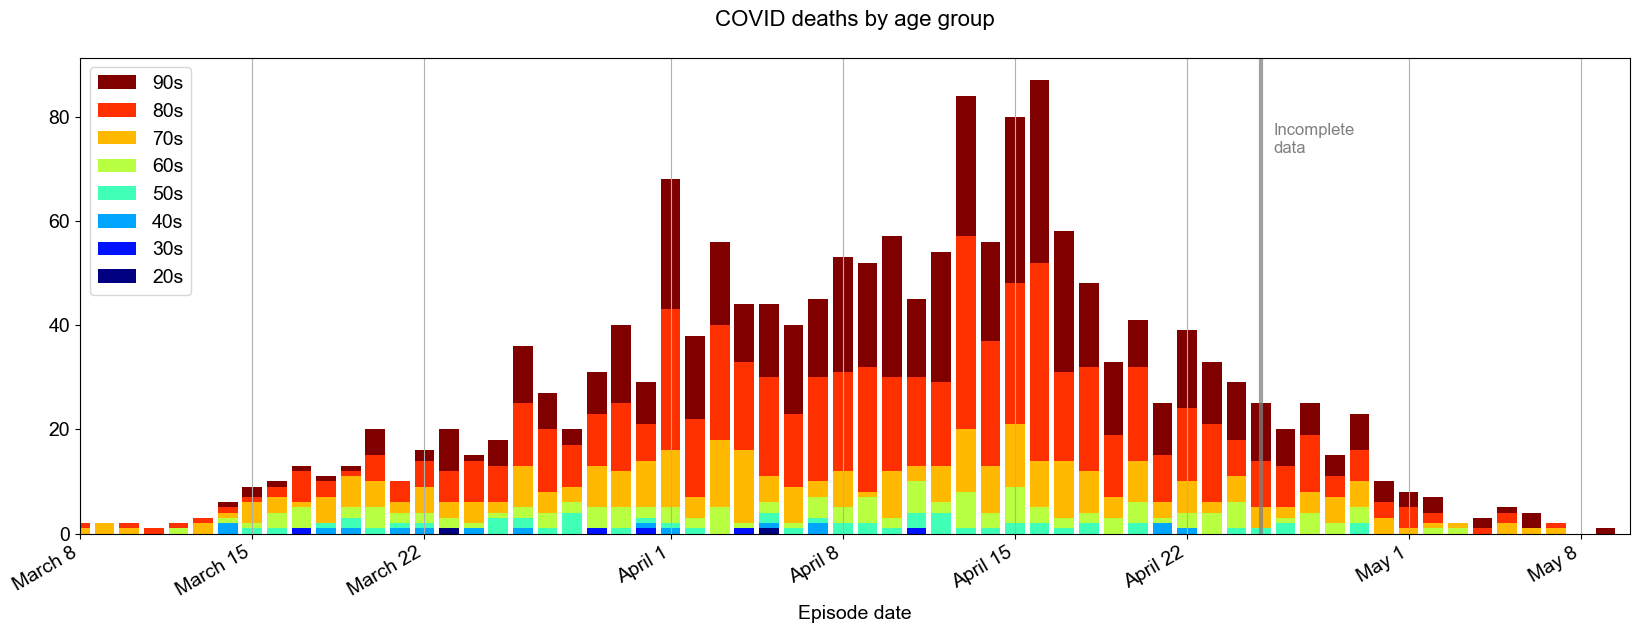 COVID deaths by age group
90s
80s
70s
60s
50s
40s
30s
20s
Incomplete
data
80
60
40
20
0
March 8
March 15
March 22
April 1
April 8
April 15
April 22
May 1
May 8
Episode date